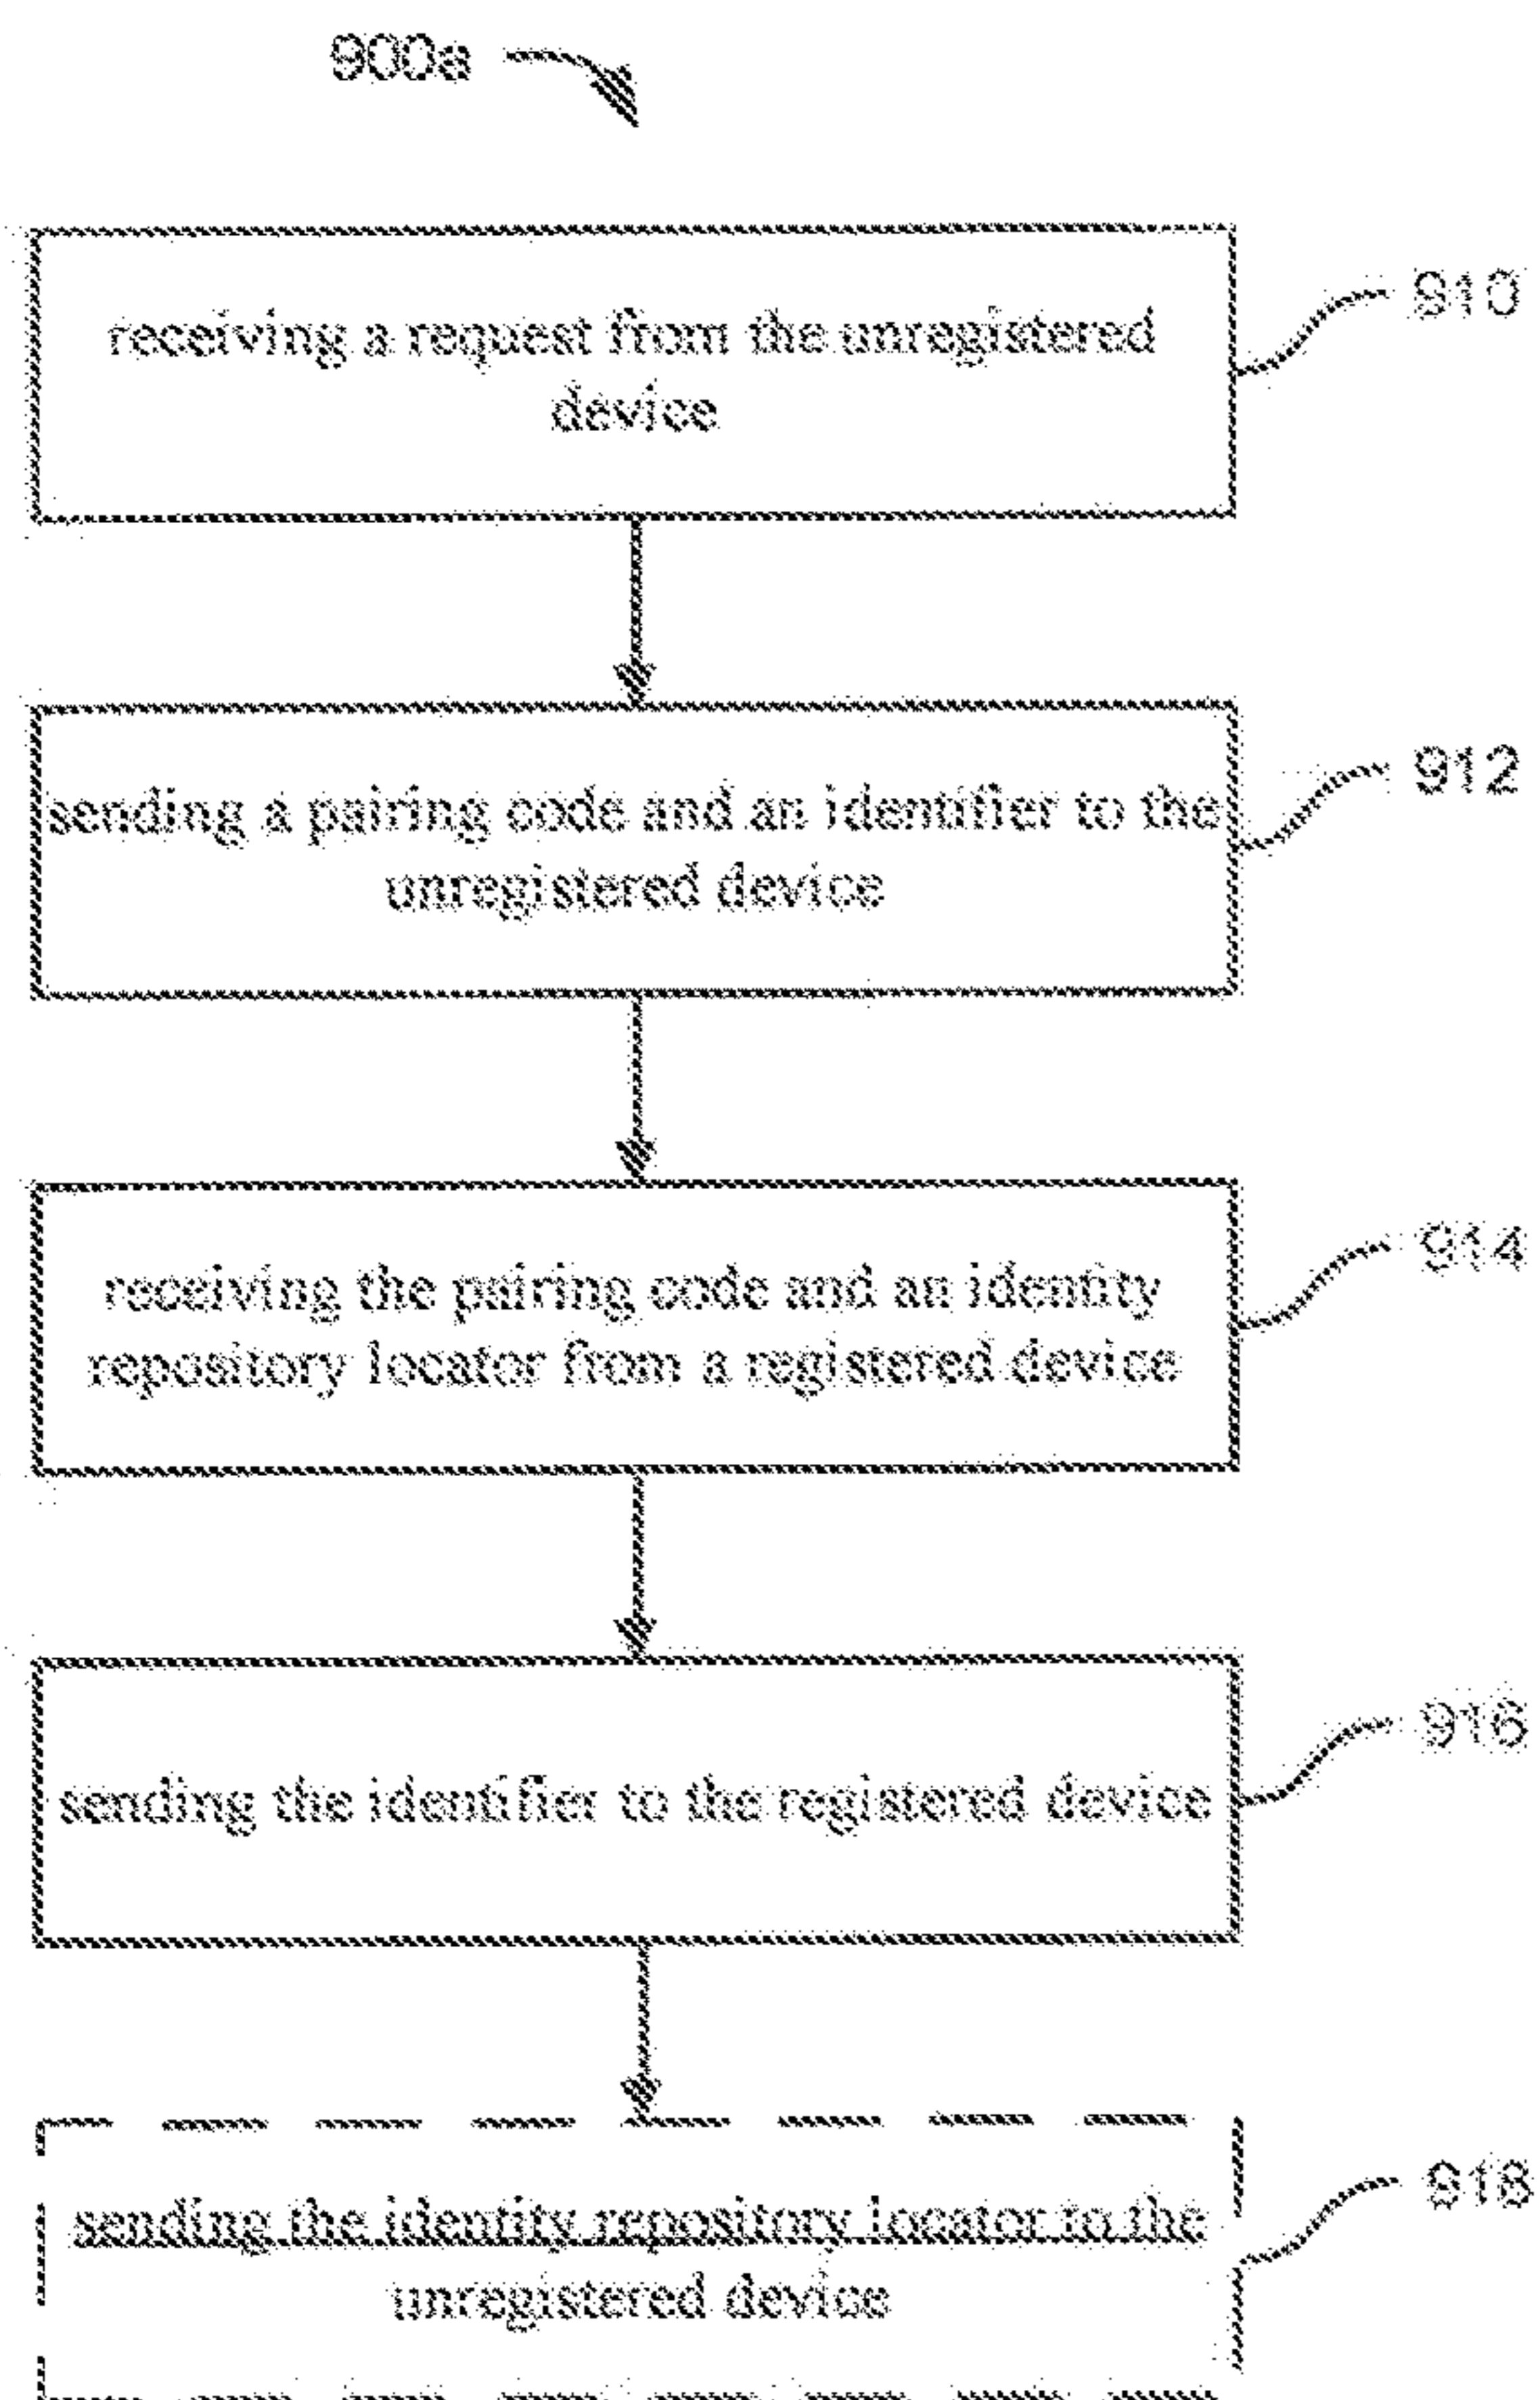 900a
receiving a request from the unregistered
device
910
sending a pairing code and an identifier to the
unregistered device
912
receiving the pairing code and an identity
repository locator from a registered device
914
sending the identifier to the registered device
916
sending the identity repository locator to the
unregistered device
918